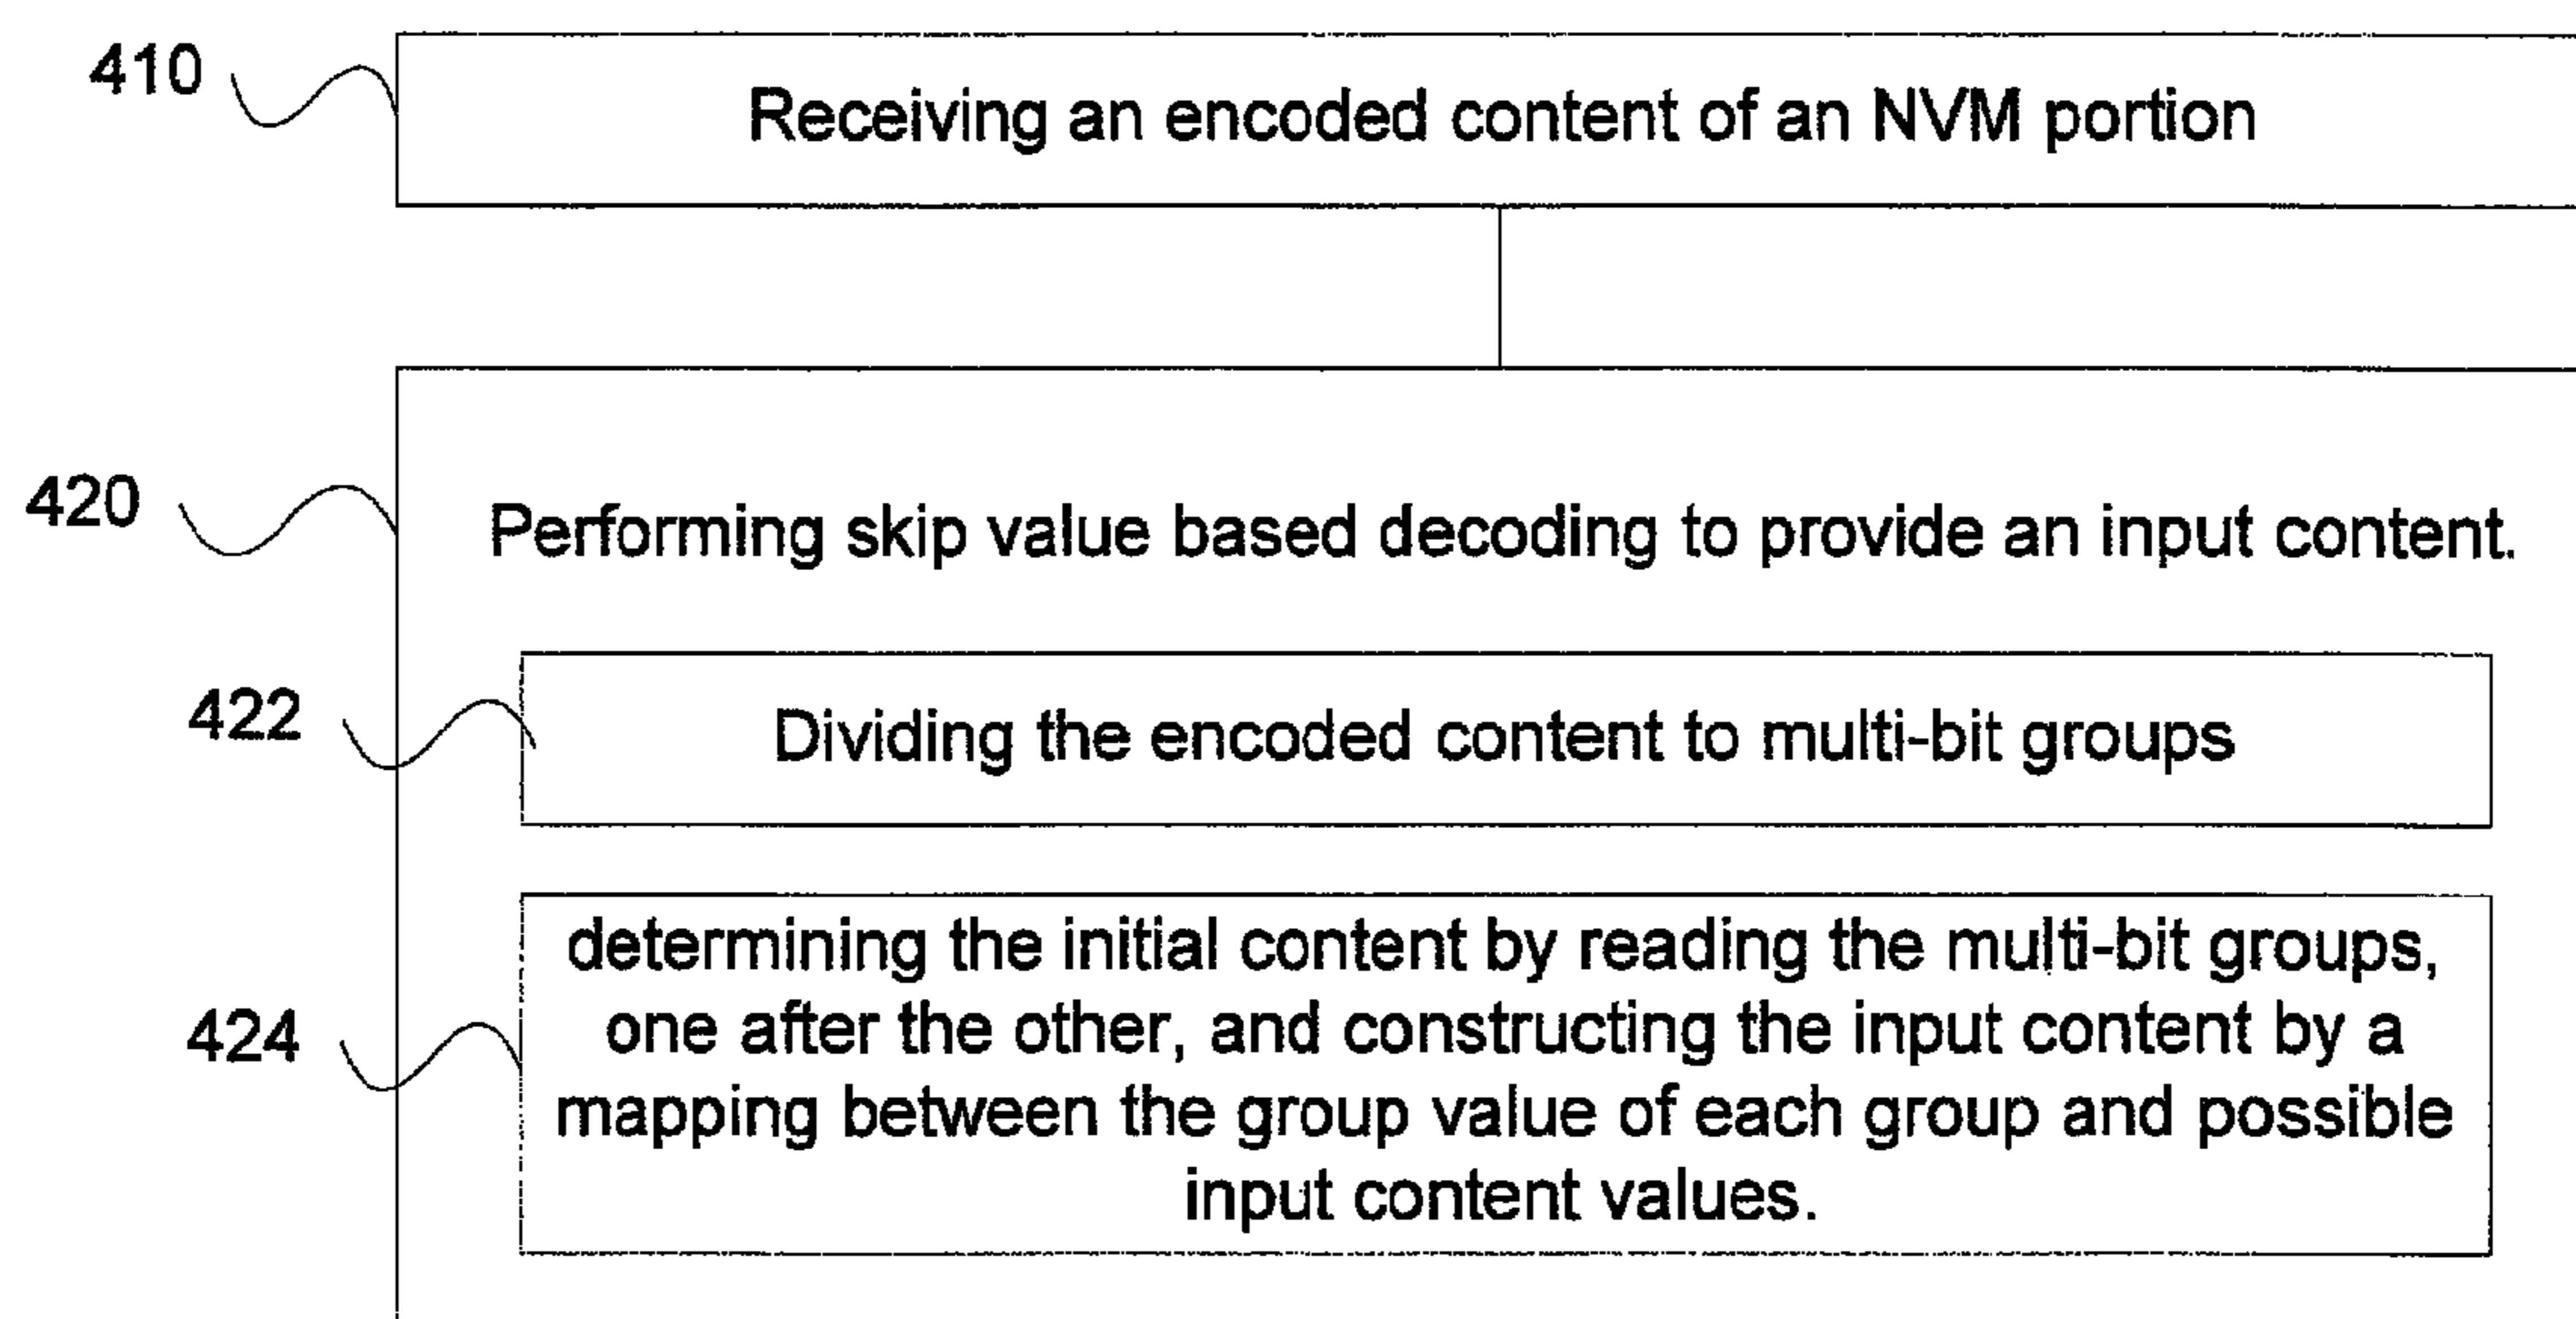 410
Receiving an encoded content of an NVM portion
420
Performing skip value based decoding to provide an input content.
422
Dividing the encoded content to multi-bit groups
determining the initial content by reading the multi-bit groups,
424
one after the other, and constructing the input content by a
mapping between the group value of each group and possible
input content values.